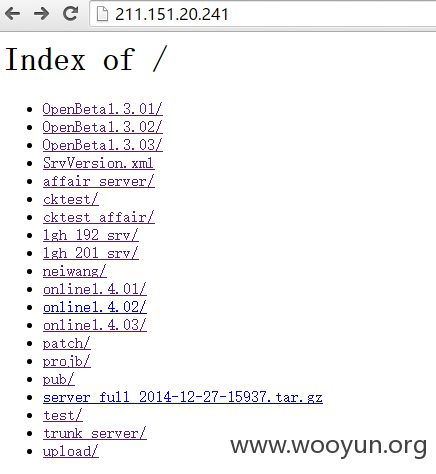 211.151.20.241
Index of /
OpenBeta1.3.01/
OpenBeta1.3.02/
OpenBeta1.3.03/
SrvVersion.xml
affair_server/
cktest/
cktest_affair/
lgh_192_srv/
lgh_201_srv/
neiwang/
online1.4.01/
online1.4.02/
online1.4.03/
patch/
projb/
pub/
server_full_2014-12-27-15937.tar.gz
test/
trunk_server/
upload/
www.wooyun.org